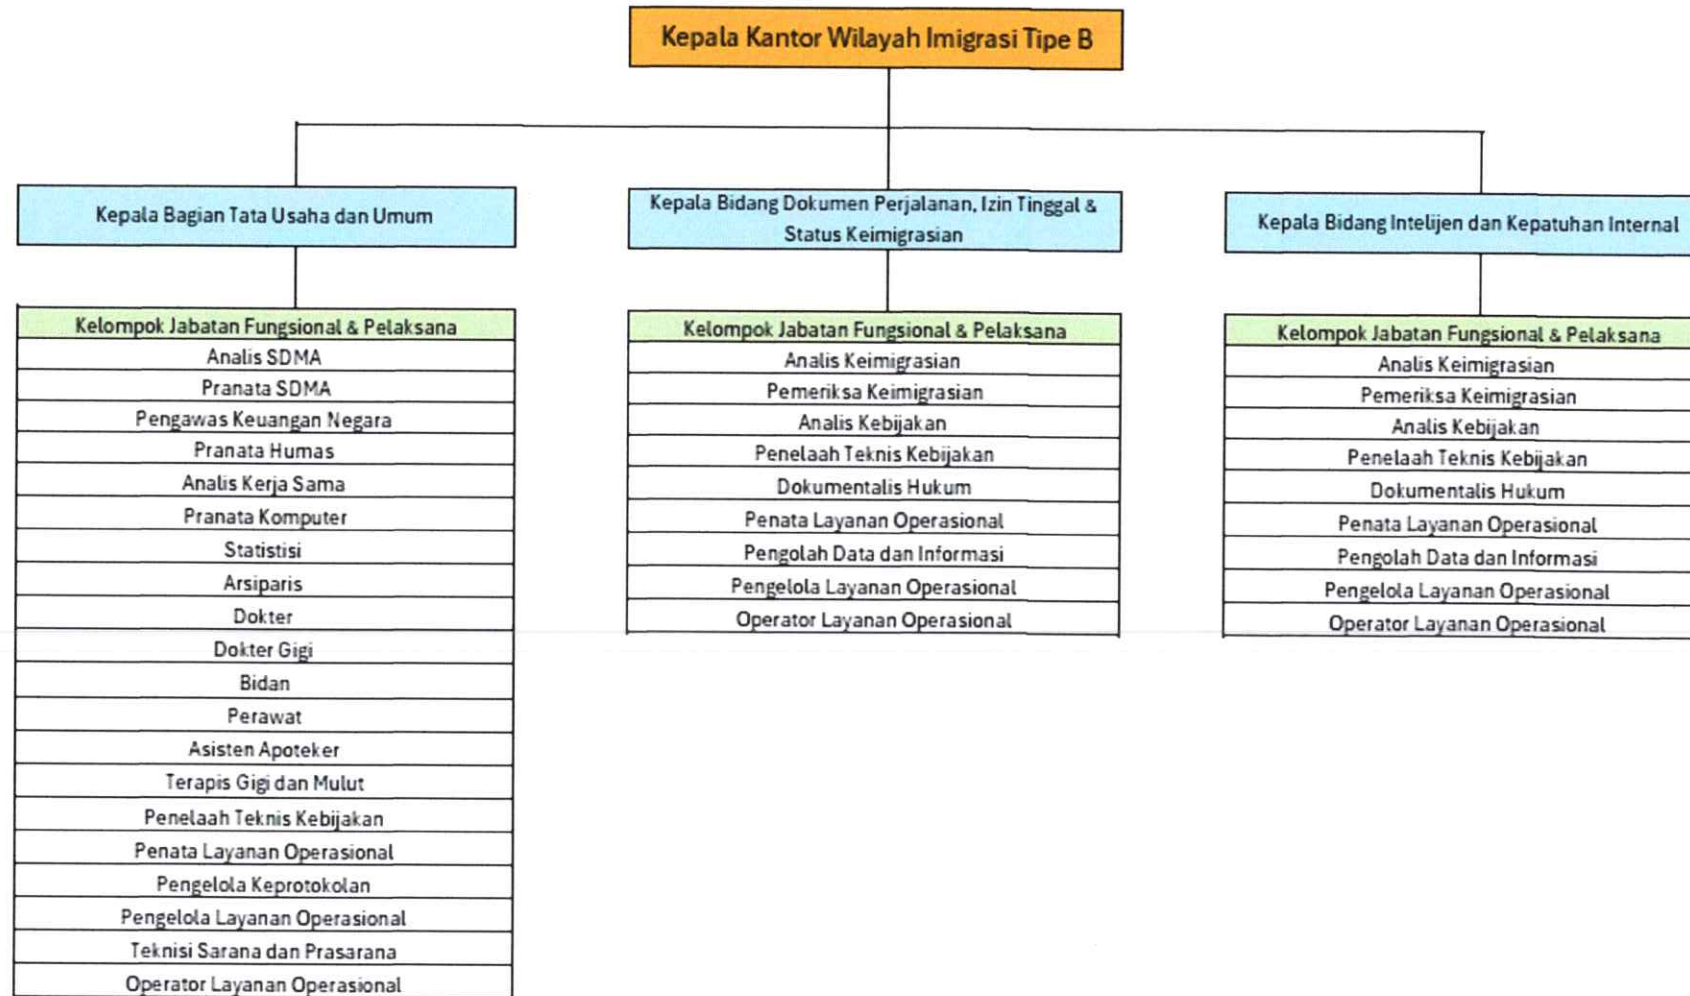 Kepala Kantor Wilayah Imigrasi Tipe B
Kepala Bagian Tata Usaha dan Umum
Kelompok Jabatan Fungsional & Pelaksana
Analis SDMA
Pranata SDMA
Pengawas Keuangan Negara
Pranata Humas
Analis Kerja Sama
Pranata Komputer
Statistisi
Arsiparis
Dokter
Dokter Gigi
Bidan
Perawat
Asisten Apoteker
Terapis Gigi dan Mulut
Penelaah Teknis Kebijakan
Penata Layanan Operasional
Pengelola Keprotokolan
Pengelola Layanan Operasional
Teknisi Sarana dan Prasarana
Operator Layanan Operasional
Kepala Bidang Dokumen Perjalanan, Izin Tinggal &
Status Keimigrasian
Kelompok Jabatan Fungsional & Pelaksana
Analis Keimigrasian
Pemeriksa Keimigrasian
Analis Kebijakan
Penelaah Teknis Kebijakan
Dokumentalis Hukum
Penata Layanan Operasional
Pengolah Data dan Informasi
Pengelola Layanan Operasional
Operator Layanan Operasional
Kepala Bidang Intelijen dan Kepatuhan Internal
Kelompok Jabatan Fungsional & Pelaksana
Analis Keimigrasian
Pemeriksa Keimigrasian
Analis Kebijakan
Penelaah Teknis Kebijakan
Dokumentalis Hukum
Penata Layanan Operasional
Pengolah Data dan Informasi
Pengelola Layanan Operasional
Operator Layanan Operasional